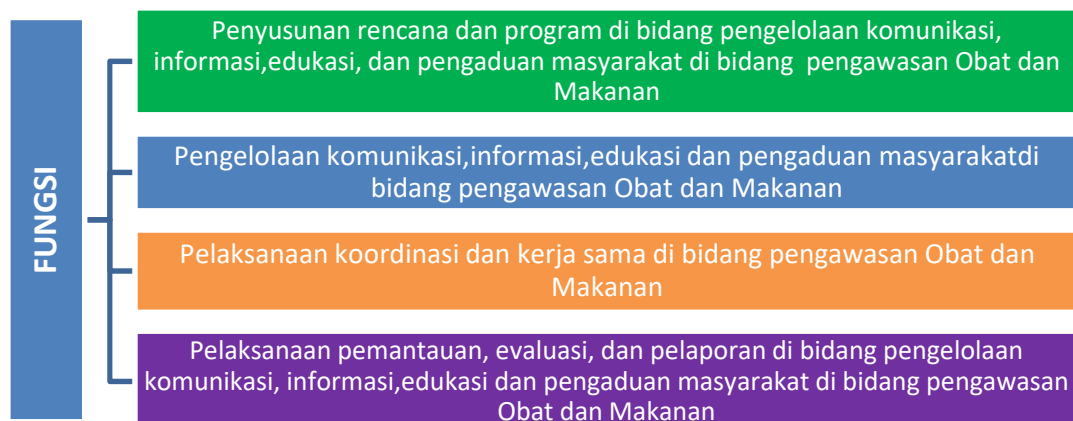 FUNGSI
Penyusunan rencana dan program di bidang pengelolaan komunikasi,
informasi,edukasi, dan pengaduan masyarakat di bidang pengawasan Obat dan
Makanan
Pengelolaan komunikasi,informasi,edukasi dan pengaduan masyarakatdi
bidang pengawasan Obat dan Makanan
Pelaksanaan koordinasi dan kerja sama di bidang pengawasan Obat dan
Makanan
Pelaksanaan pemantauan, evaluasi, dan pelaporan di bidang pengelolaan
komunikasi, informasi,edukasi dan pengaduan masyarakat di bidang pengawasan
Obat dan Makanan